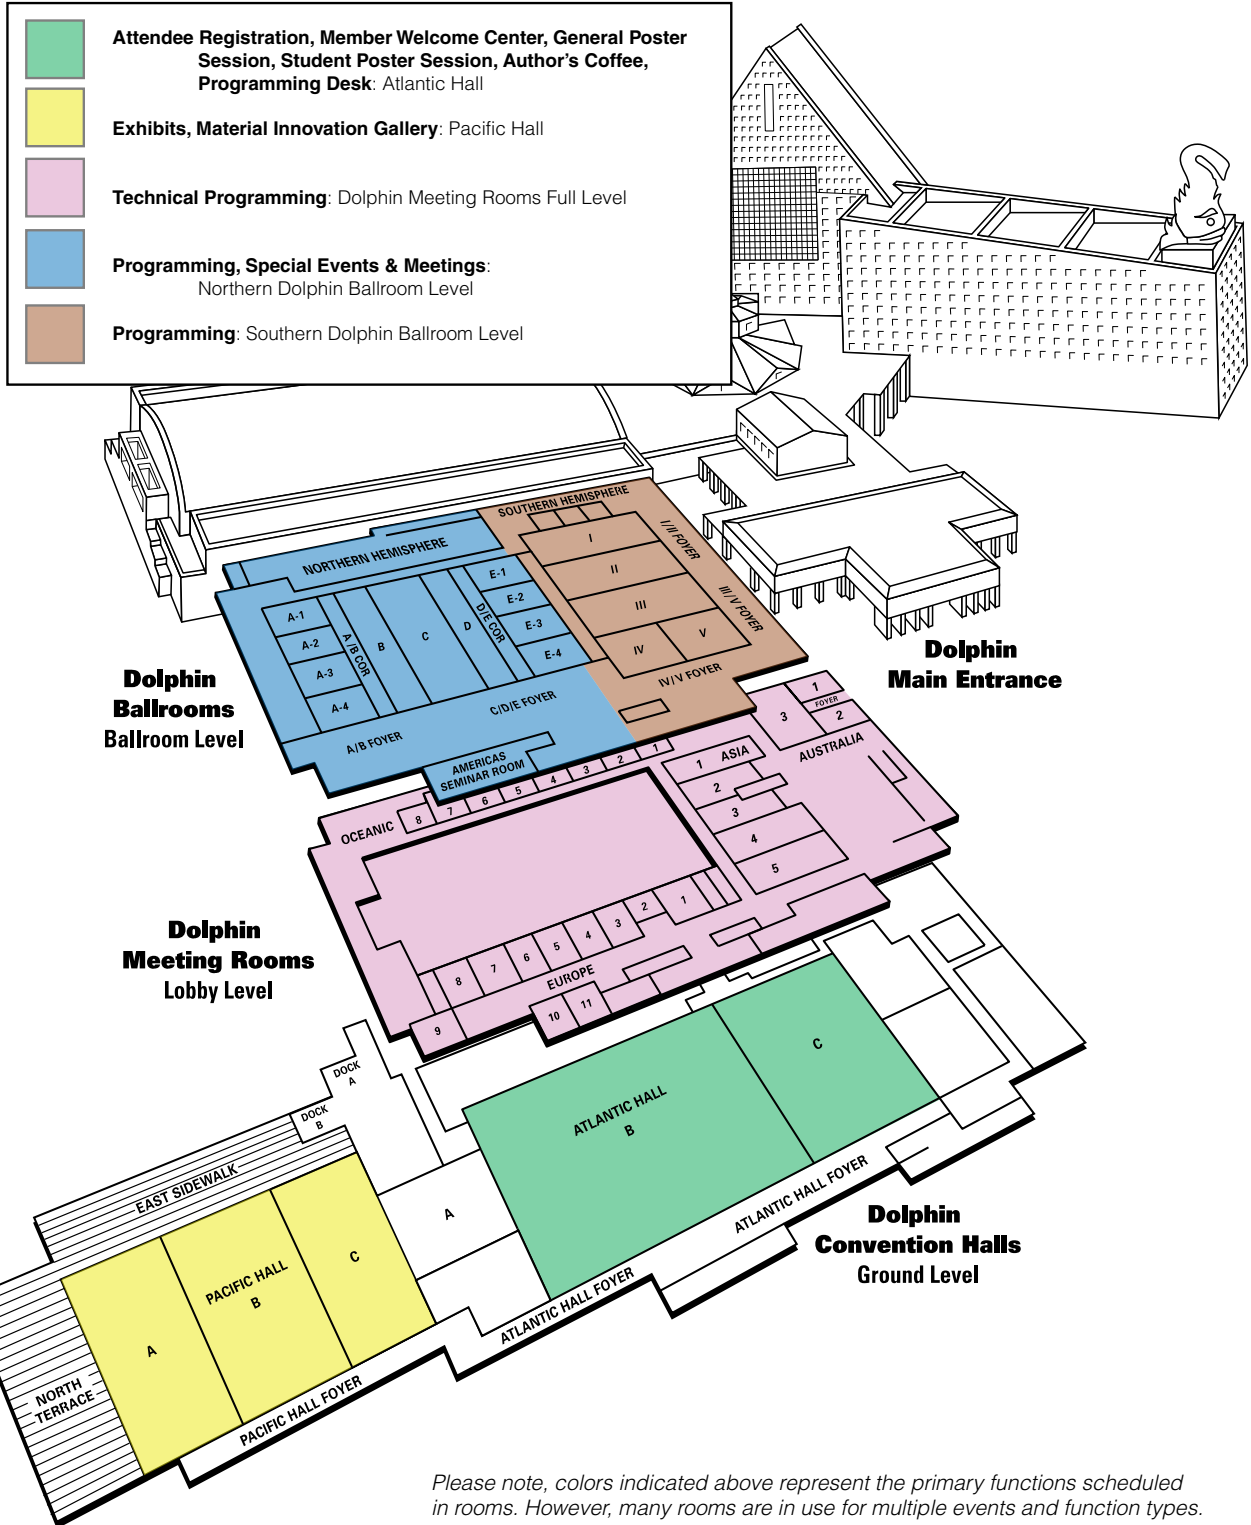 Attendee Registration, Member Welcome Center, General Poster
Session, Student Poster Session, Author's Coffee,
Programming Desk: Atlantic Hall
Exhibits, Material Innovation Gallery: Pacific Hall
Technical Programming: Dolphin Meeting Rooms Full Level
Programming, Special Events & Meetings:
Northern Dolphin Ballroom Level
Programming: Southern Dolphin Ballroom Level
SOUTHERN HEMISPHERE
I
II
III
IV
V
I/II FOYER
III/V FOYER
IV/V FOYER
NORTHERN HEMISPHERE
A-1
A-2
A-3
A-4
A/B COR
B
C
D
D/E COR
E-1
E-2
E-3
E-4
C/D/E FOYER
A/B FOYER
AMERICAS
SEMINAR ROOM
Dolphin
Ballrooms
Ballroom Level
Dolphin
Main Entrance
1
FOYER
2
3
AUSTRALIA
1 ASIA
2
3
4
5
OCEANIC
8
7
6
5
4
3
2
1
1
2
3
4
5
6
7
8
EUROPE
9
10
11
Dolphin
Meeting Rooms
Lobby Level
DOCK
A
DOCK
B
EAST SIDEWALK
ATLANTIC HALL
B
C
A
ATLANTIC HALL FOYER
ATLANTIC HALL FOYER
Dolphin
Convention Halls
Ground Level
PACIFIC HALL
B
C
A
NORTH
TERRACE
PACIFIC HALL FOYER
Please note, colors indicated above represent the primary functions scheduled
in rooms. However, many rooms are in use for multiple events and function types.